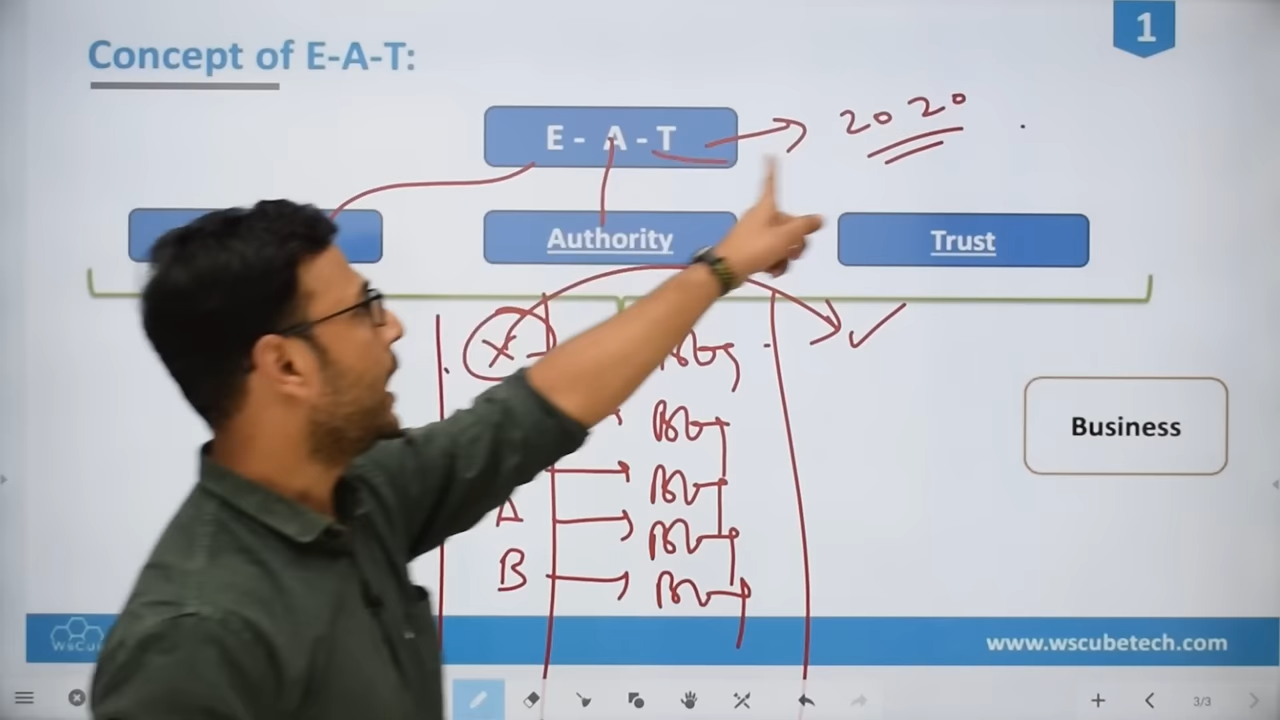 Concept of E-A-T:
1
E - A - T
2020
Authority
Trust
Business
A
B
www.wscubetech.com
3/3